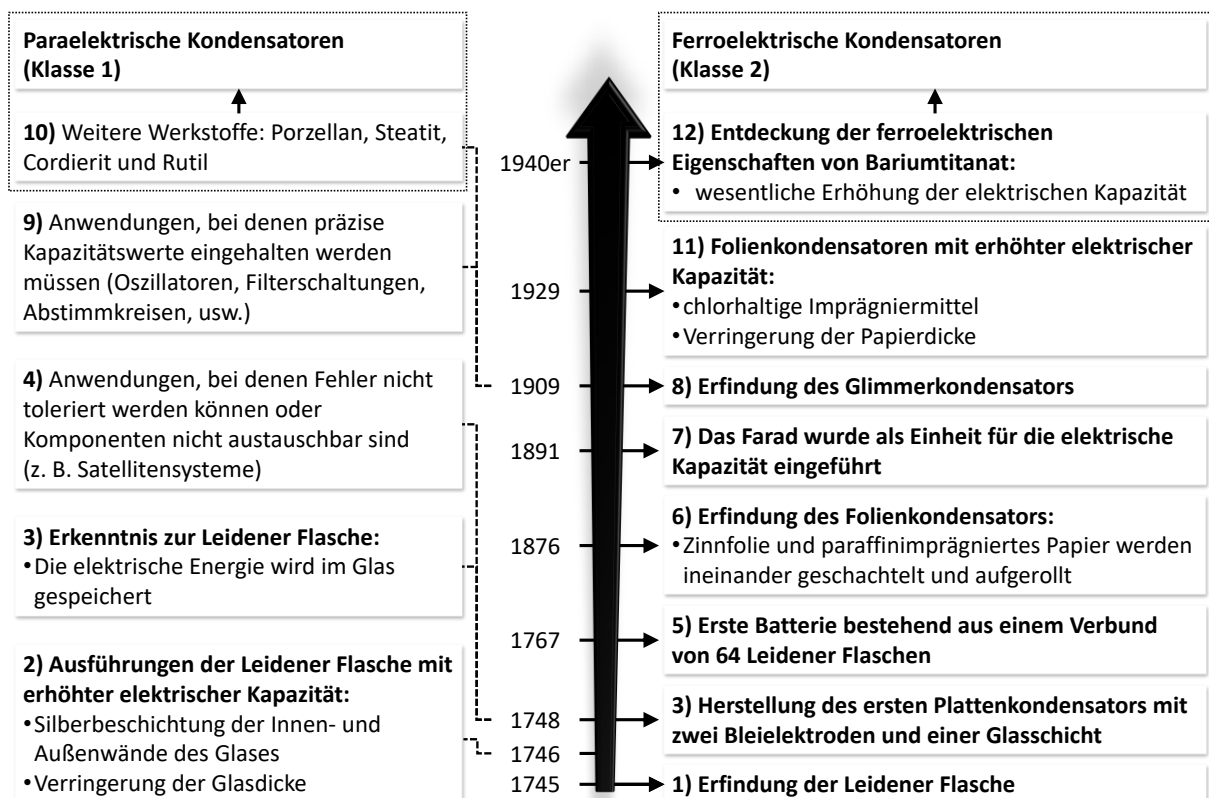 Paraelektrische Kondensatoren
(Klasse 1)
10) Weitere Werkstoffe: Porzellan, Steatit,
Cordierit und Rutil
9) Anwendungen, bei denen präzise
Kapazitätswerte eingehalten werden
müssen (Oszillatoren, Filterschaltungen,
Abstimmkreisen, usw.)
4) Anwendungen, bei denen Fehler nicht
toleriert werden können oder
Komponenten nicht austauschbar sind
(z. B. Satellitensysteme)
3) Erkenntnis zur Leidener Flasche:
•Die elektrische Energie wird im Glas
gespeichert
2) Ausführungen der Leidener Flasche mit
erhöhter elektrischer Kapazität:
•Silberbeschichtung der Innen- und
Außenwände des Glases
•Verringerung der Glasdicke
1940er
1929
1909
1891
1876
1767
1748
1746
1745
Ferroelektrische Kondensatoren
(Klasse 2)
12) Entdeckung der ferroelektrischen
Eigenschaften von Bariumtitanat:
• wesentliche Erhöhung der elektrischen Kapazität
11) Folienkondensatoren mit erhöhter elektrischer
Kapazität:
•chlorhaltige Imprägniermittel
•Verringerung der Papierdicke
8) Erfindung des Glimmerkondensators
7) Das Farad wurde als Einheit für die elektrische
Kapazität eingeführt
6) Erfindung des Folienkondensators:
•Zinnfolie und paraffinimprägniertes Papier werden
ineinander geschachtelt und aufgerollt
5) Erste Batterie bestehend aus einem Verbund
von 64 Leidener Flaschen
3) Herstellung des ersten Plattenkondensators mit
zwei Bleielektroden und einer Glasschicht
1) Erfindung der Leidener Flasche